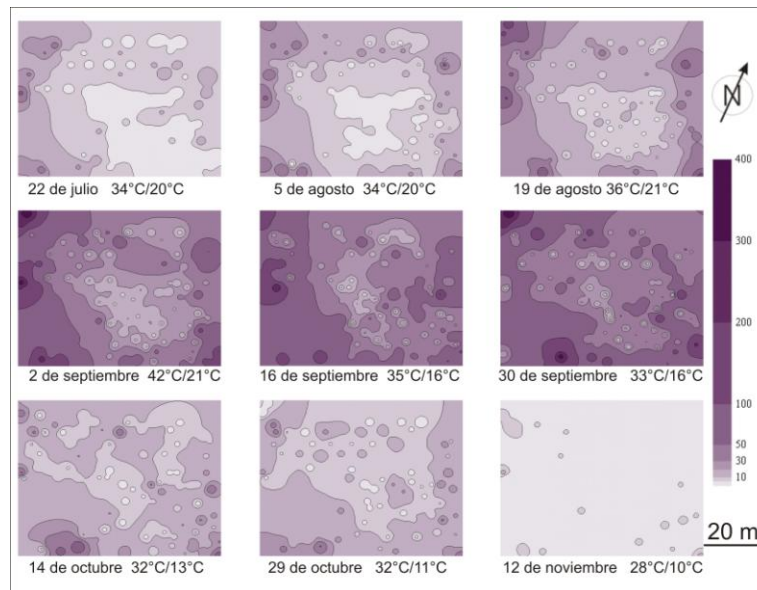 22 de julio 34°C/20°C
5 de agosto 34°C/20°C
19 de agosto 36°C/21°C
N
400
300
200
100
50
30
10
2 de septiembre 42°C/21°C
16 de septiembre 35°C/16°C
30 de septiembre 33°C/16°C
14 de octubre 32°C/13°C
29 de octubre 32°C/11°C
12 de noviembre 28°C/10°C
20 m